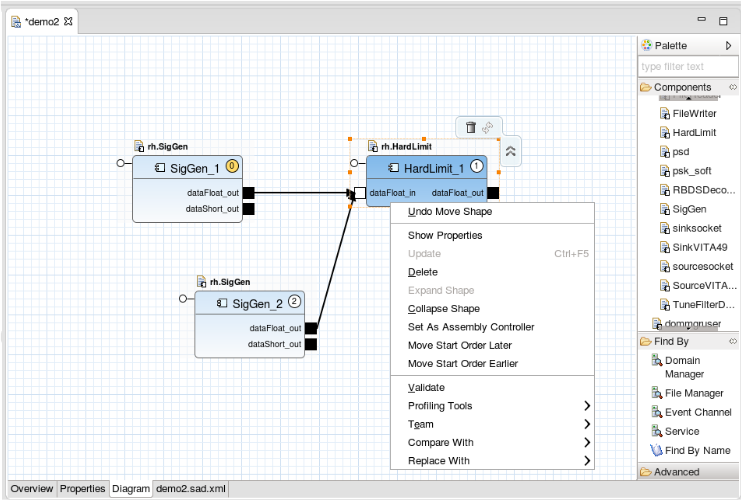 *demo2
Palette
type filter text
Components
FileWriter
HardLimit
psd
psk_soft
RBDSDeco...
SigGen
sinksocket
SinkVITA49
sourcesocket
SourceVITA...
TuneFilterD...
Find By
Domain
Manager
File Manager
Event Channel
Service
Find By Name
Advanced
rh.SigGen
SigGen_1
0
dataFloat_out
dataShort_out
rh.HardLimit
HardLimit_1
1
dataFloat_in
dataFloat_out
rh.SigGen
SigGen_2
2
dataFloat_out
dataShort_out
Undo Move Shape
Show Properties
Update Ctrl+F5
Delete
Expand Shape
Collapse Shape
Set As Assembly Controller
Move Start Order Later
Move Start Order Earlier
Validate
Profiling Tools
Team
Compare With
Replace With
Overview Properties Diagram demo2.sad.xml